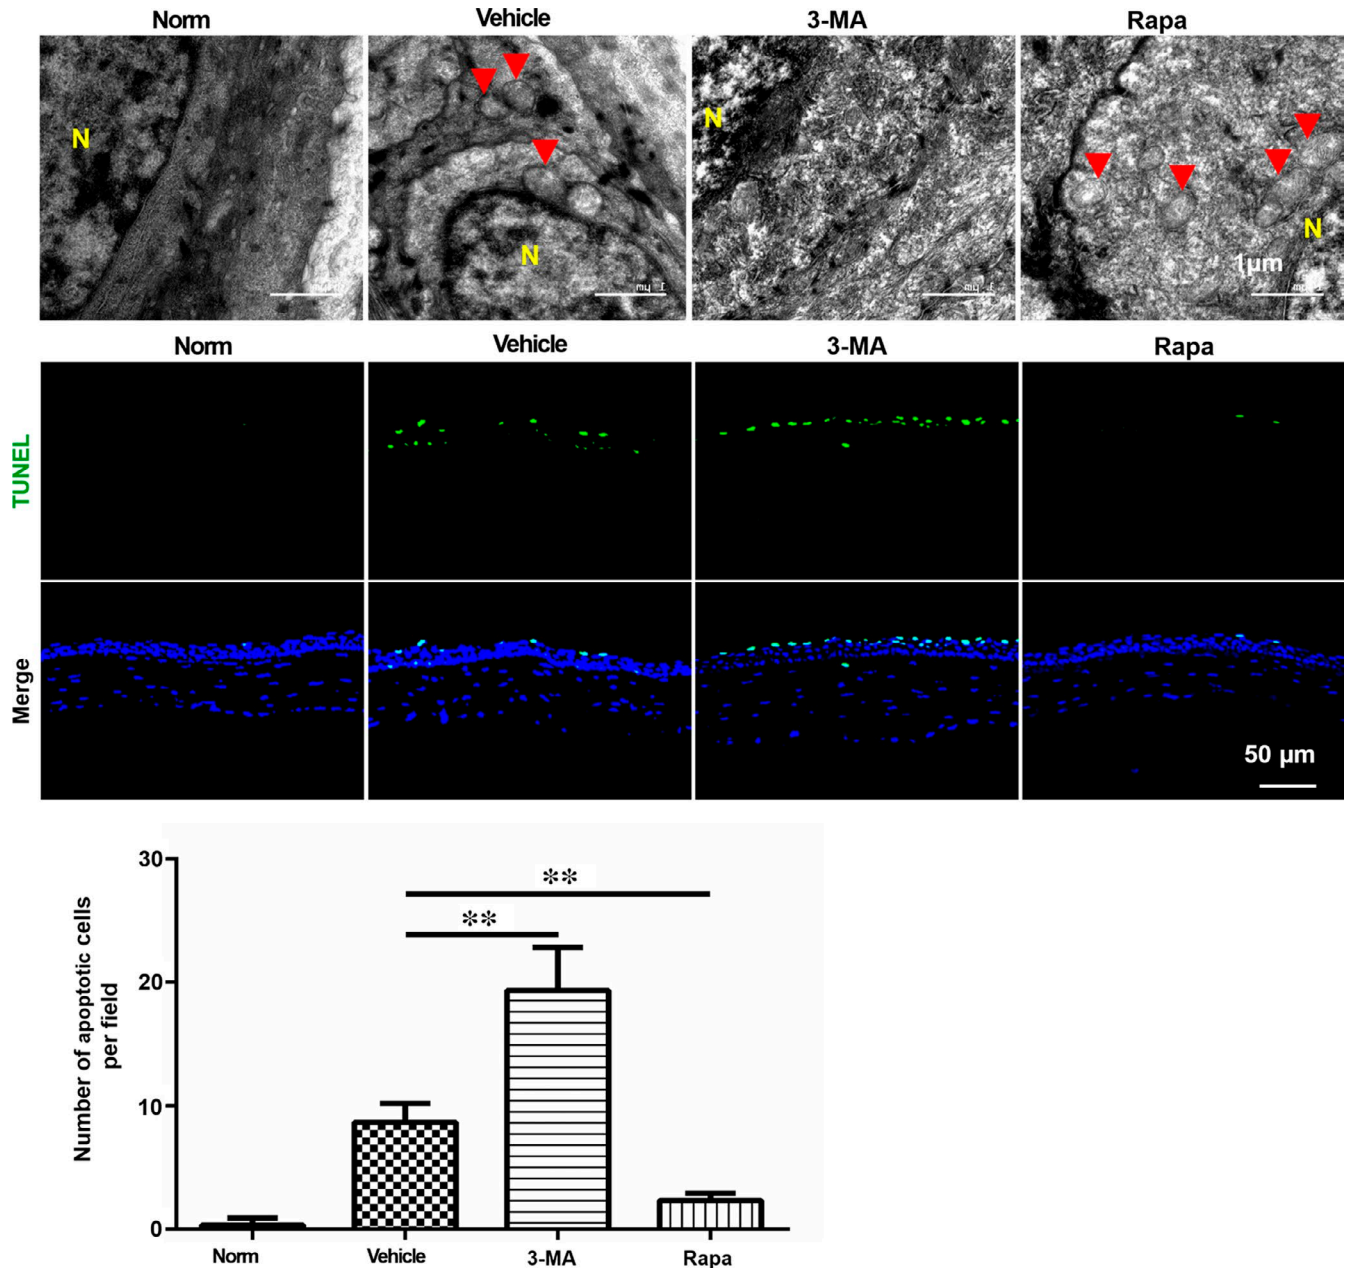 Norm Vehicle 3-MA Rapa
N N N N
1µm
Norm Vehicle 3-MA Rapa
TUNEL
Merge
50 µm
30
20
10
0
Number of apoptotic cells
per field
** 
**
Norm Vehicle 3-MA Rapa